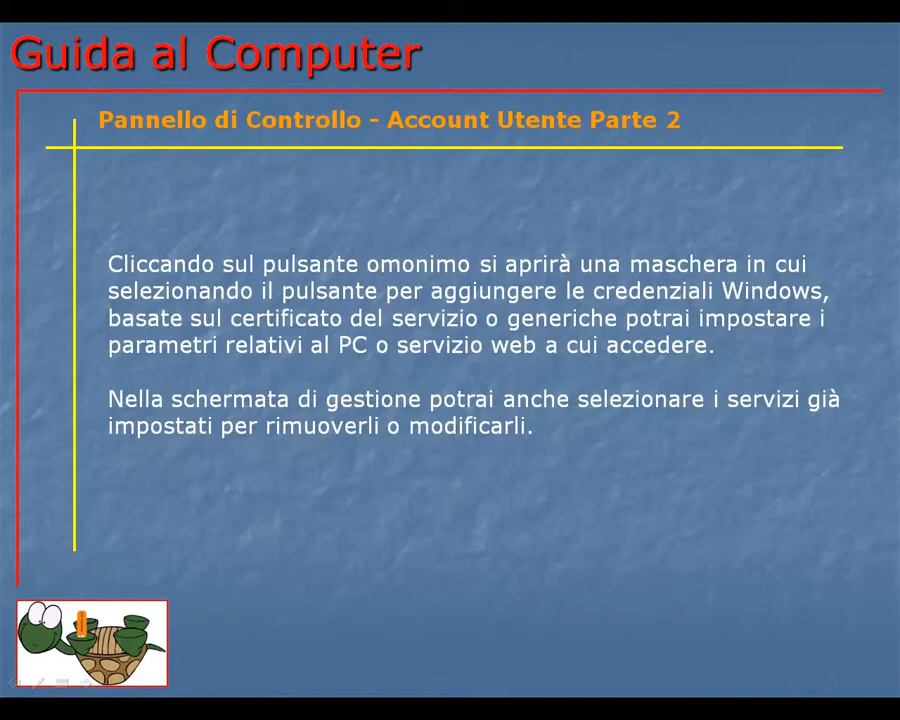 Guida al Computer
Pannello di Controllo - Account Utente Parte 2
Cliccando sul pulsante omonimo si aprirà una maschera in cui
selezionando il pulsante per aggiungere le credenziali Windows,
basate sul certificato del servizio o generiche potrai impostare i
parametri relativi al PC o servizio web a cui accedere.
Nella schermata di gestione potrai anche selezionare i servizi già
impostati per rimuoverli o modificarli.